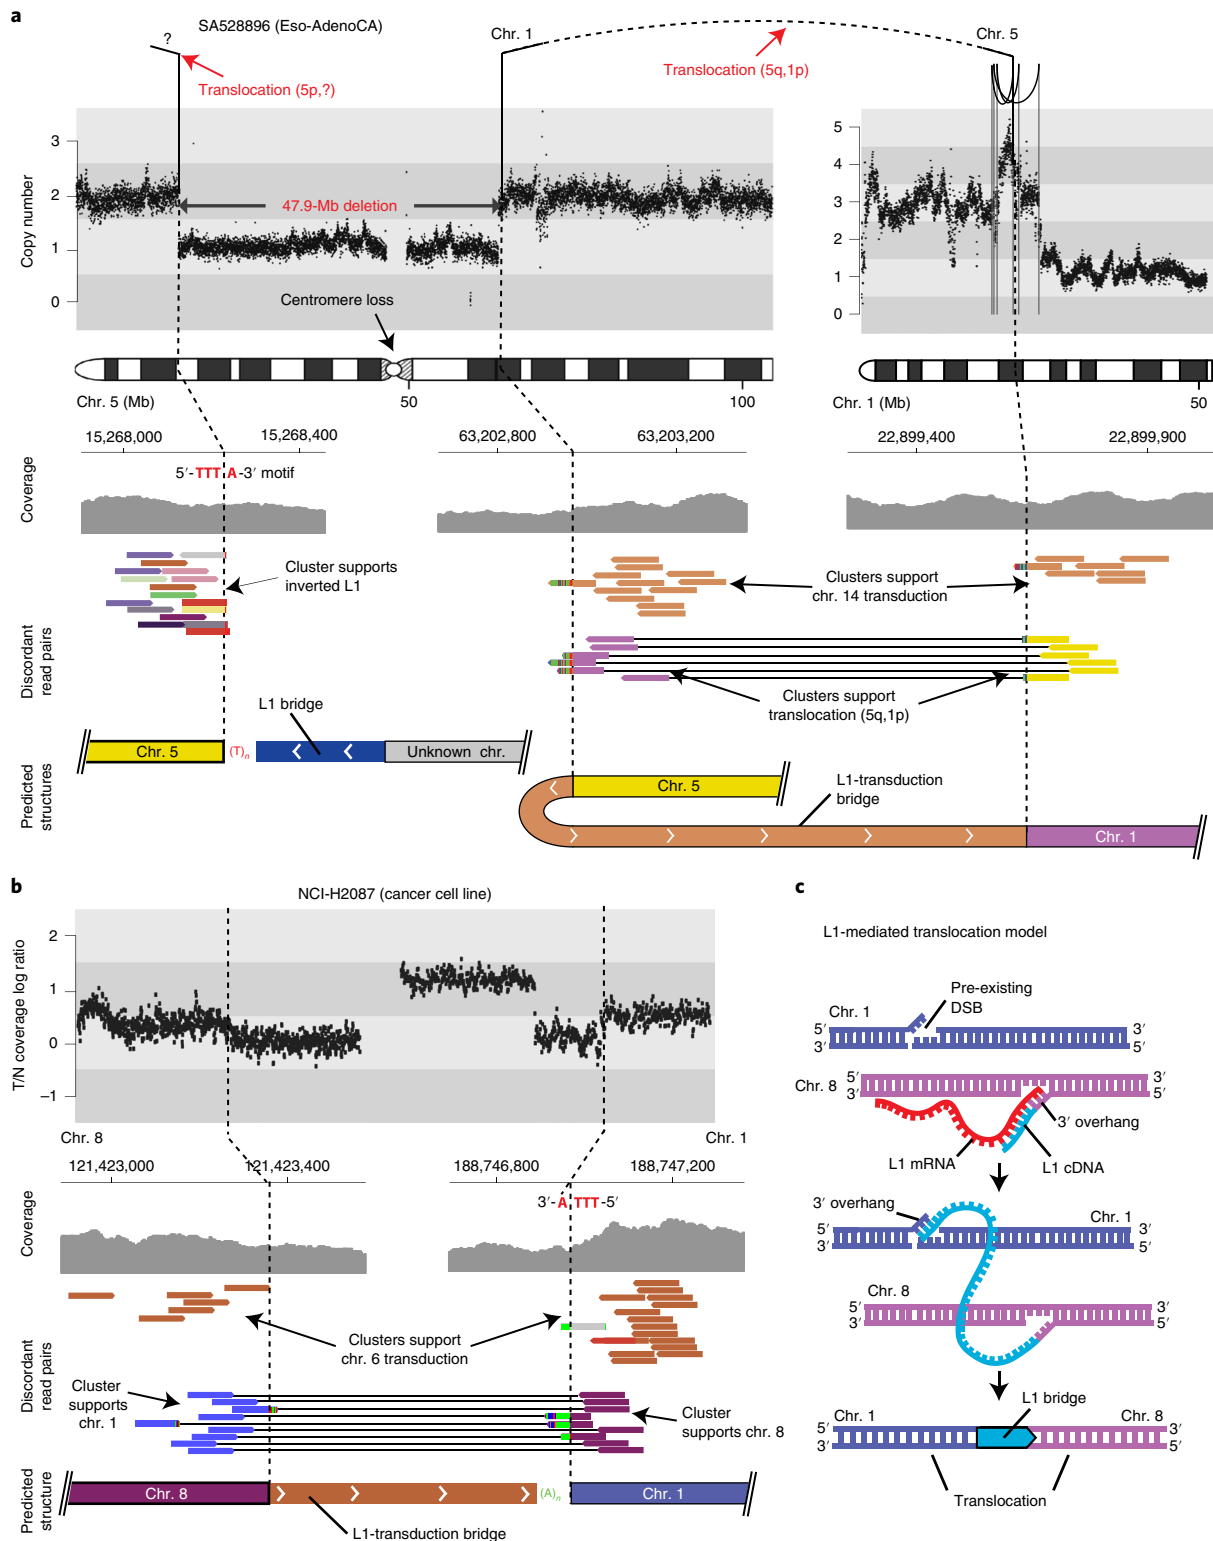 a
SA528896 (Eso-AdenoCA)
?
Chr. 1
Chr. 5
Translocation (5p,?)
Translocation (5q,1p)
Copy number
3
2
1
0
47.9-Mb deletion
Centromere loss
5
4
3
2
1
0
Chr. 5 (Mb)
50
100
Chr. 1 (Mb)
50
15,268,000
15,268,400
63,202,800
63,203,200
22,899,400
22,899,900
5′-TTT A-3′ motif
Coverage
Cluster supports
inverted L1
Clusters support
chr. 14 transduction
Discordant
read pairs
Clusters support
translocation (5q,1p)
L1 bridge
Chr. 5
(T)n
Unknown chr.
Predicted
structures
Chr. 5
L1-transduction
bridge
Chr. 1
b
NCI-H2087 (cancer cell line)
T/N coverage log ratio
2
1
0
−1
Chr. 8
Chr. 1
121,423,000
121,423,400
188,746,800
188,747,200
3′-A TTT-5′
Coverage
Clusters support
chr. 6 transduction
Discordant
read pairs
Cluster
supports
chr. 1
Cluster
supports chr. 8
Predicted
structure
Chr. 8
(A)n
Chr. 1
L1-transduction bridge
c
L1-mediated translocation model
Pre-existing
DSB
Chr. 1
5′
3′
3′
5′
Chr. 8
5′
3′
3′
5′
3′ overhang
L1 mRNA
L1 cDNA
3′ overhang
Chr. 1
5′
3′
3′
5′
Chr. 8
5′
3′
3′
5′
L1 bridge
Chr. 1
Chr. 8
5′
3′
3′
5′
Translocation